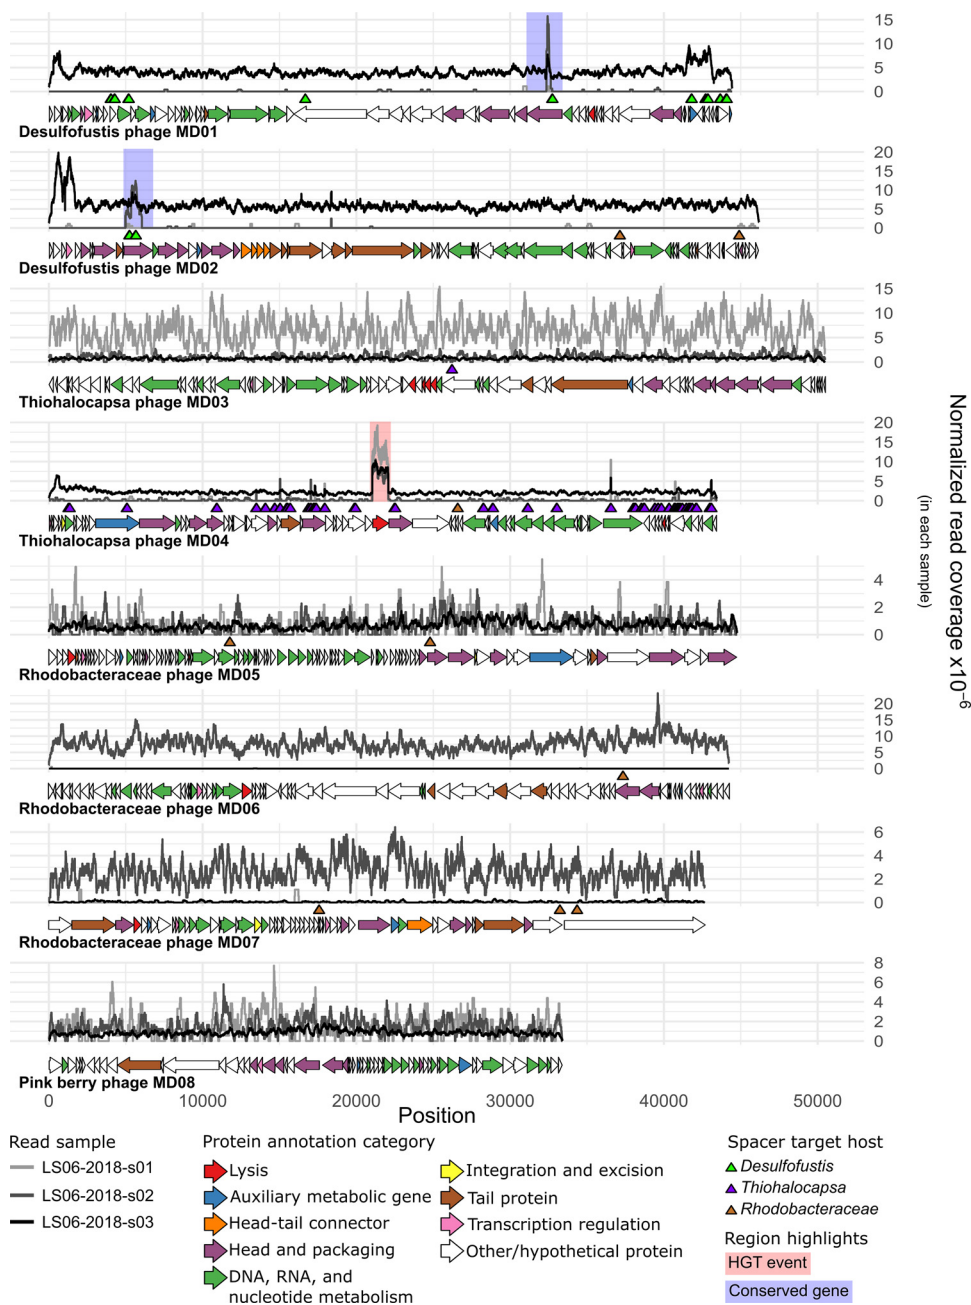 15
10
5
0
Desulfofustis phage MD01
20
15
10
5
0
Desulfofustis phage MD02
15
10
5
0
Thiohalocapsa phage MD03
20
15
10
5
0
Thiohalocapsa phage MD04
4
2
0
Rhodobacteraceae phage MD05
20
15
10
5
0
Rhodobacteraceae phage MD06
6
4
2
0
Rhodobacteraceae phage MD07
8
6
4
2
0
Pink berry phage MD08
0 10000 20000 30000 40000 50000
Position
Normalized read coverage x10⁻⁶
(in each sample)
Read sample
LS06-2018-s01
LS06-2018-s02
LS06-2018-s03
Protein annotation category
Lysis
Auxiliary metabolic gene
Head-tail connector
Head and packaging
DNA, RNA, and
nucleotide metabolism
Integration and excision
Tail protein
Transcription regulation
Other/hypothetical protein
Spacer target host
Desulfofustis
Thiohalocapsa
Rhodobacteraceae
Region highlights
HGT event
Conserved gene